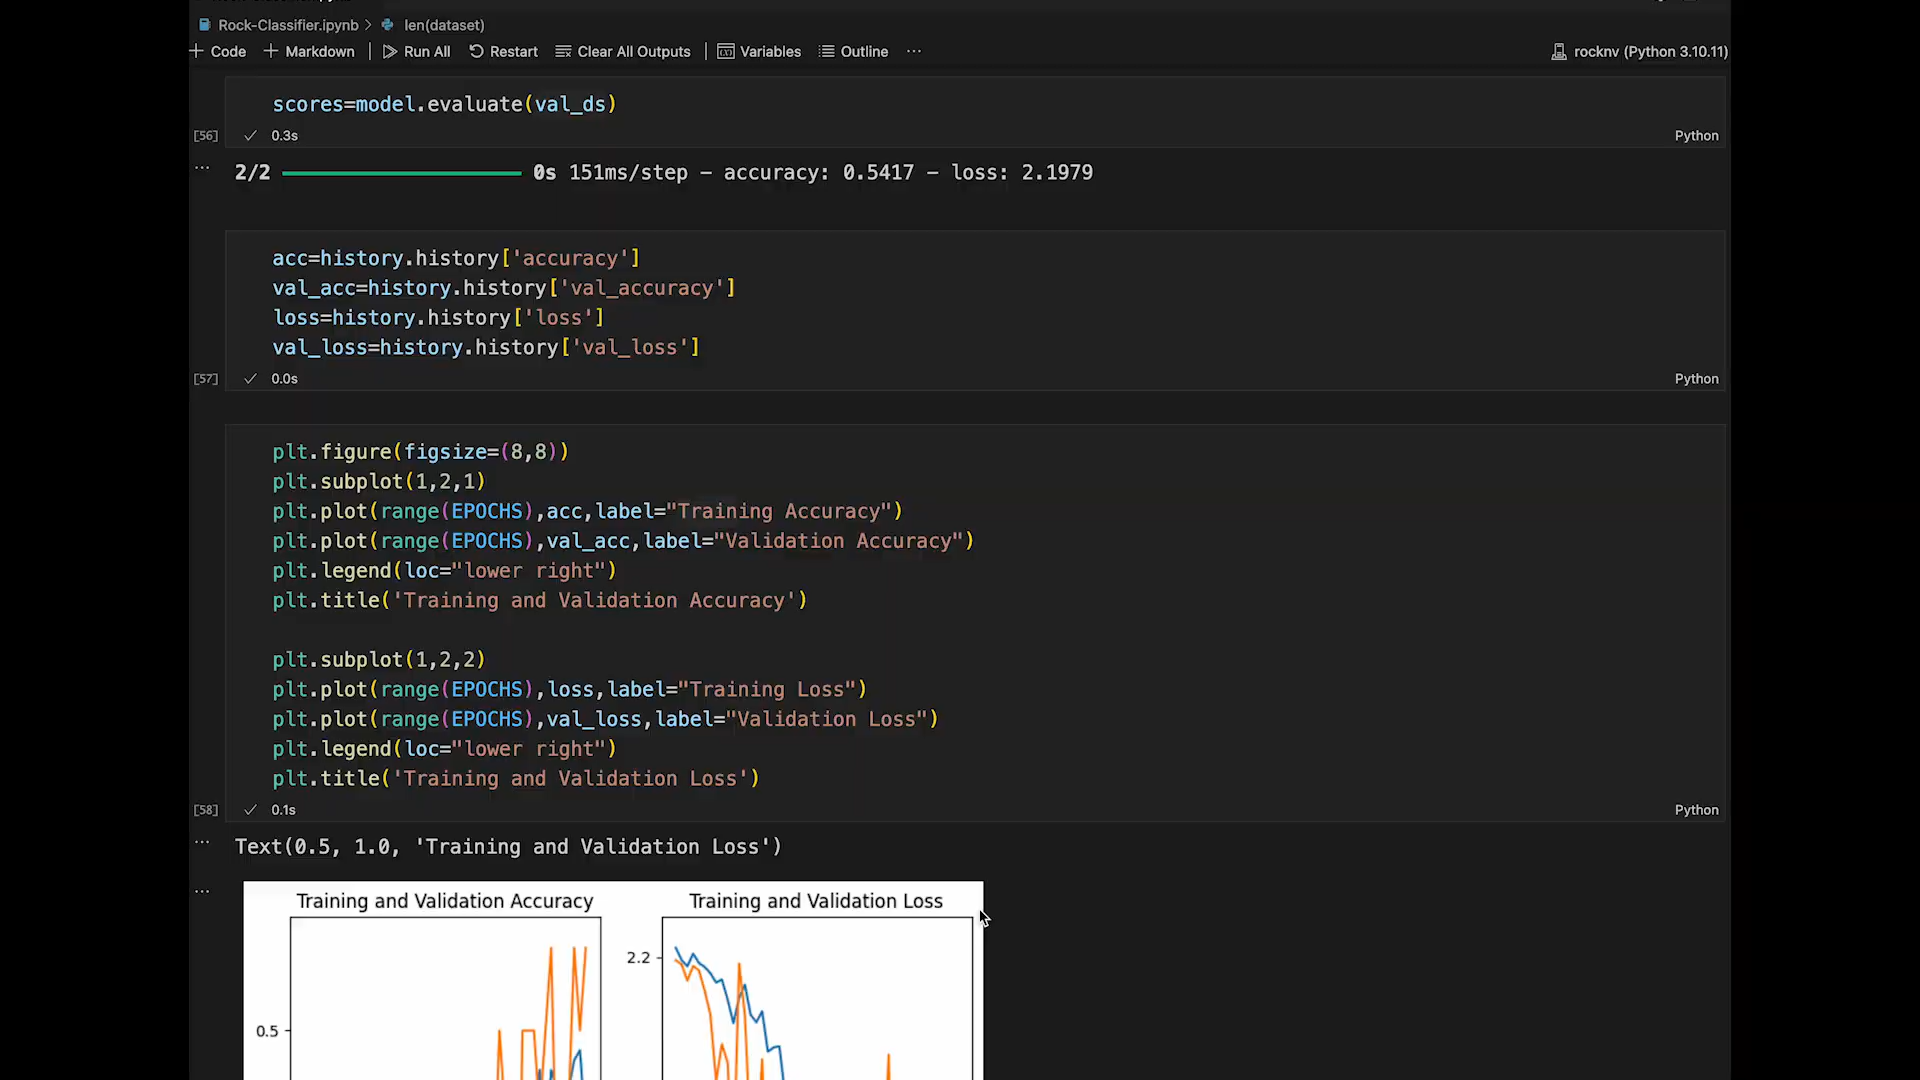 Rock-Classifier.ipynb > len(dataset)
+ Code + Markdown | Run All Restart Clear All Outputs | Variables Outline ··· rocknv (Python 3.10.11)
scores=model.evaluate(val_ds)
[56] ✓ 0.3s Python
··· 2/2 0s 151ms/step – accuracy: 0.5417 – loss: 2.1979
acc=history.history['accuracy']
val_acc=history.history['val_accuracy']
loss=history.history['loss']
val_loss=history.history['val_loss']
[57] ✓ 0.0s Python
plt.figure(figsize=(8,8))
plt.subplot(1,2,1)
plt.plot(range(EPOCHS),acc,label="Training Accuracy")
plt.plot(range(EPOCHS),val_acc,label="Validation Accuracy")
plt.legend(loc="lower right")
plt.title('Training and Validation Accuracy')
plt.subplot(1,2,2)
plt.plot(range(EPOCHS),loss,label="Training Loss")
plt.plot(range(EPOCHS),val_loss,label="Validation Loss")
plt.legend(loc="lower right")
plt.title('Training and Validation Loss')
[58] ✓ 0.1s Python
··· Text(0.5, 1.0, 'Training and Validation Loss')
···
Training and Validation Accuracy Training and Validation Loss
2.2
0.5